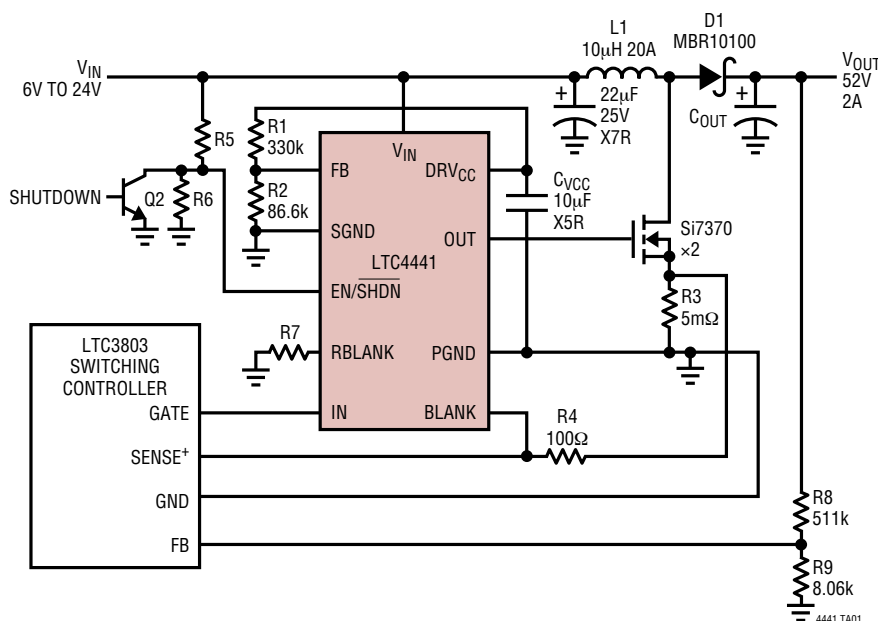 L1
10µH 20A
D1
MBR10100
VIN
6V TO 24V
VOUT
52V
2A
+
22µF
25V
X7R
+
COUT
R5
R1
330k
R2
86.6k
SHUTDOWN
Q2
R6
VIN
FB
DRVCC
SGND
OUT
LTC4441
EN/SHDN
RBLANK
PGND
IN
BLANK
CVCC
10µF
X5R
Si7370
×2
R3
5mΩ
R7
R4
100Ω
LTC3803
SWITCHING
CONTROLLER
GATE
SENSE+
GND
FB
R8
511k
R9
8.06k
4441 TA01